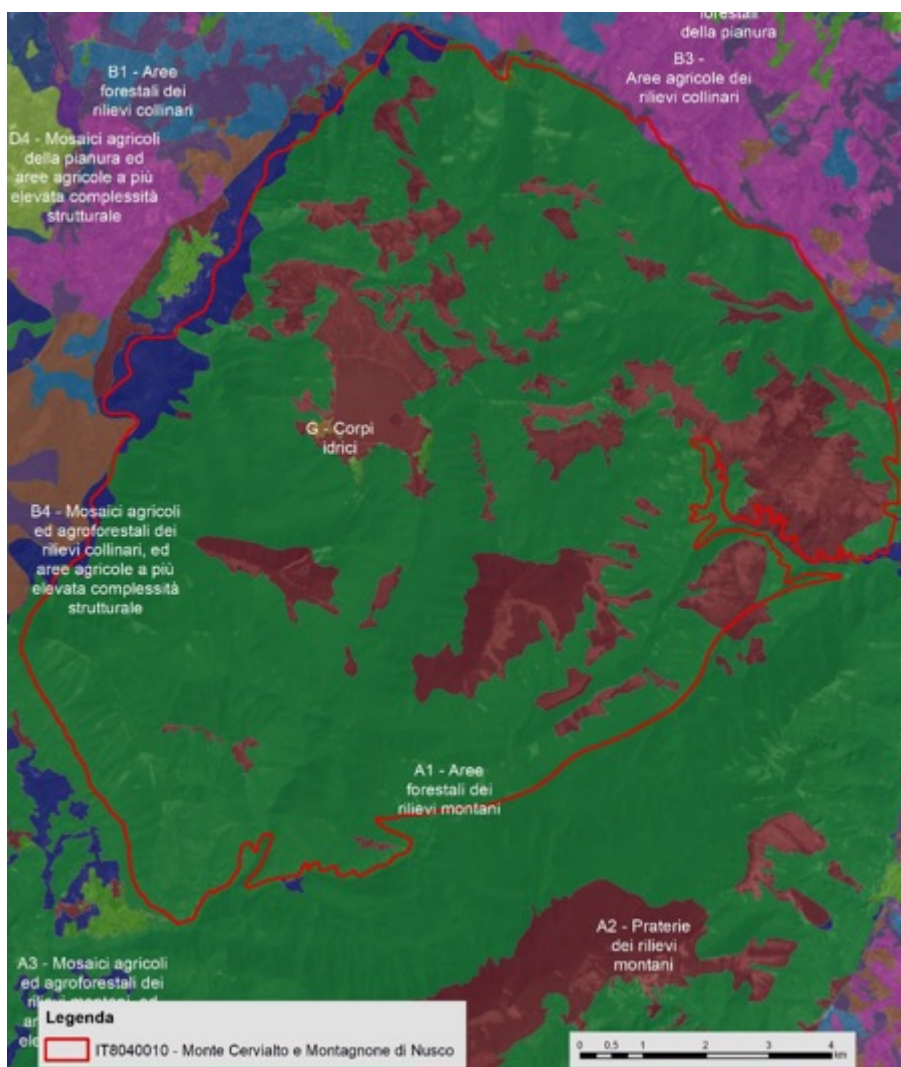 forestali
della pianura
B3 -
Aree agricole dei
rilievi collinari
B1 - Aree
forestali dei
rilievi collinari
D4 - Mosaici agricoli
della pianura ed
aree agricole a più
elevata complessità
strutturale
G - Corpi
idrici
B4 - Mosaici agricoli
ed agroforestali dei
rilievi collinari, ed
aree agricole a più
elevata complessità
strutturale
A1 - Aree
forestali dei
rilievi montani
A2 - Praterie
dei rilievi
montani
A3 - Mosaici agricoli
ed agroforestali dei
Legenda
IT8040010 - Monte Cervialto e Montagnone di Nusco
0 0,5 1 2 3 4
km